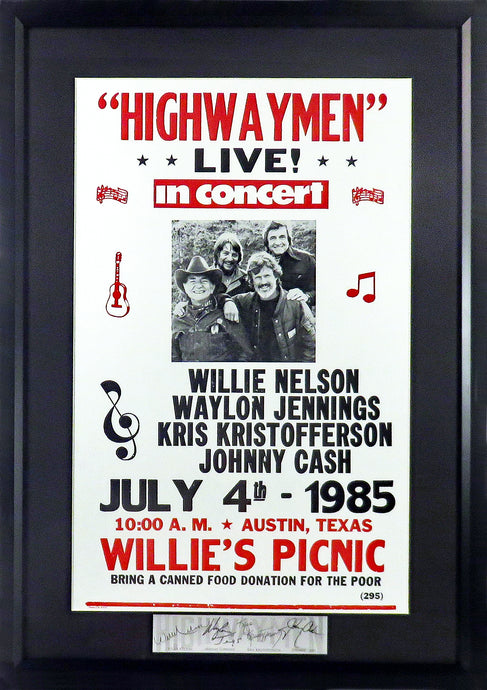 “HIGHWAYMEN”
★ ★ LIVE! ★ ★
in concert
WILLIE NELSON
WAYLON JENNINGS
KRIS KRISTOFFERSON
JOHNNY CASH
JULY 4th - 1985
10:00 A. M. ★ AUSTIN, TEXAS
WILLIE'S PICNIC
BRING A CANNED FOOD DONATION FOR THE POOR
(295)
HIGHWAYMEN